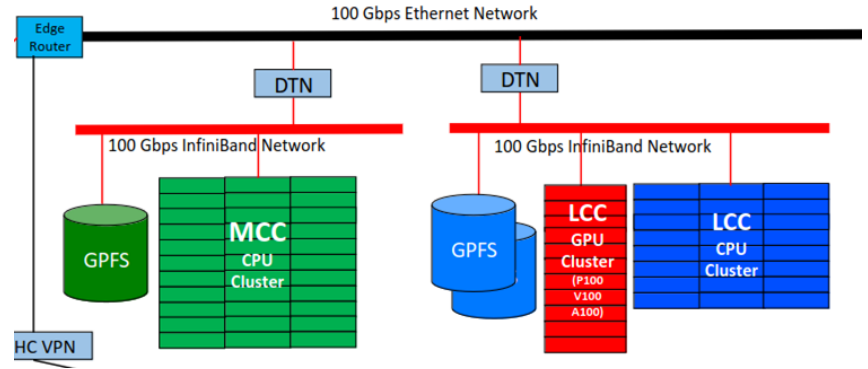 100 Gbps Ethernet Network
Edge
Router
DTN
DTN
100 Gbps InfiniBand Network
100 Gbps InfiniBand Network
GPFS
MCC
CPU
Cluster
GPFS
LCC
GPU
Cluster
(P100
V100
A100)
LCC
CPU
Cluster
HC VPN